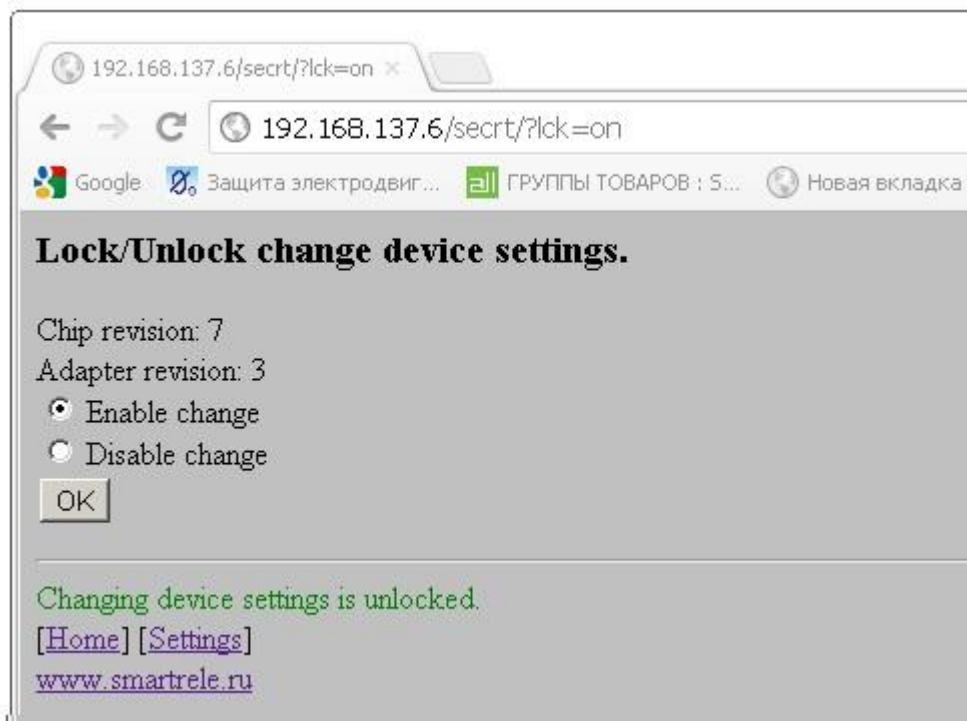 192.168.137.6/secrt/?lck=on
192.168.137.6/secrt/?lck=on
Google Защита электродвиг... all ГРУППЫ ТОВАРОВ : S... Новая вкладка
Lock/Unlock change device settings.
Chip revision: 7
Adapter revision: 3
Enable change
Disable change
OK
Changing device settings is unlocked.
[Home] [Settings]
www.smartrele.ru